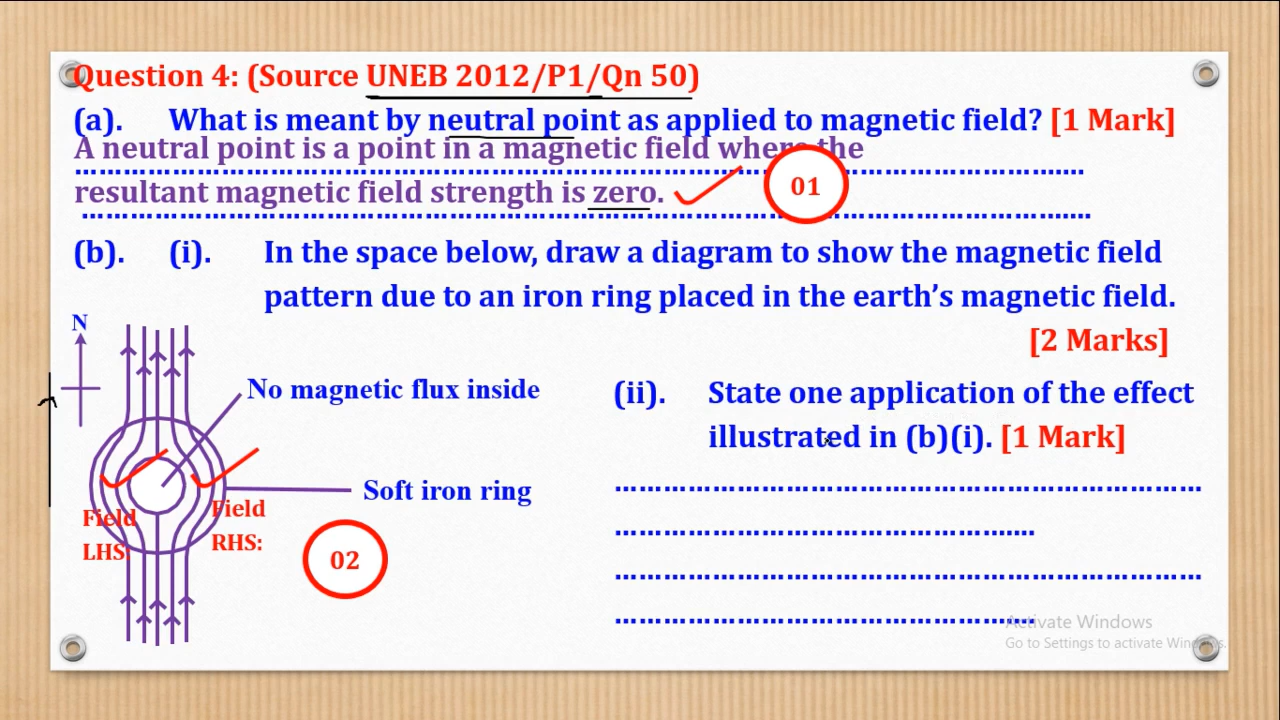 Question 4: (Source UNEB 2012/P1/Qn 50)
(a). What is meant by neutral point as applied to magnetic field? [1 Mark]
A neutral point is a point in a magnetic field where the
resultant magnetic field strength is zero.
01
(b). (i). In the space below, draw a diagram to show the magnetic field
pattern due to an iron ring placed in the earth's magnetic field.
[2 Marks]
N
No magnetic flux inside
Soft iron ring
Field
LHS:
Field
RHS:
02
(ii). State one application of the effect
illustrated in (b)(i). [1 Mark]
Activate Windows
Go to Settings to activate Windows.